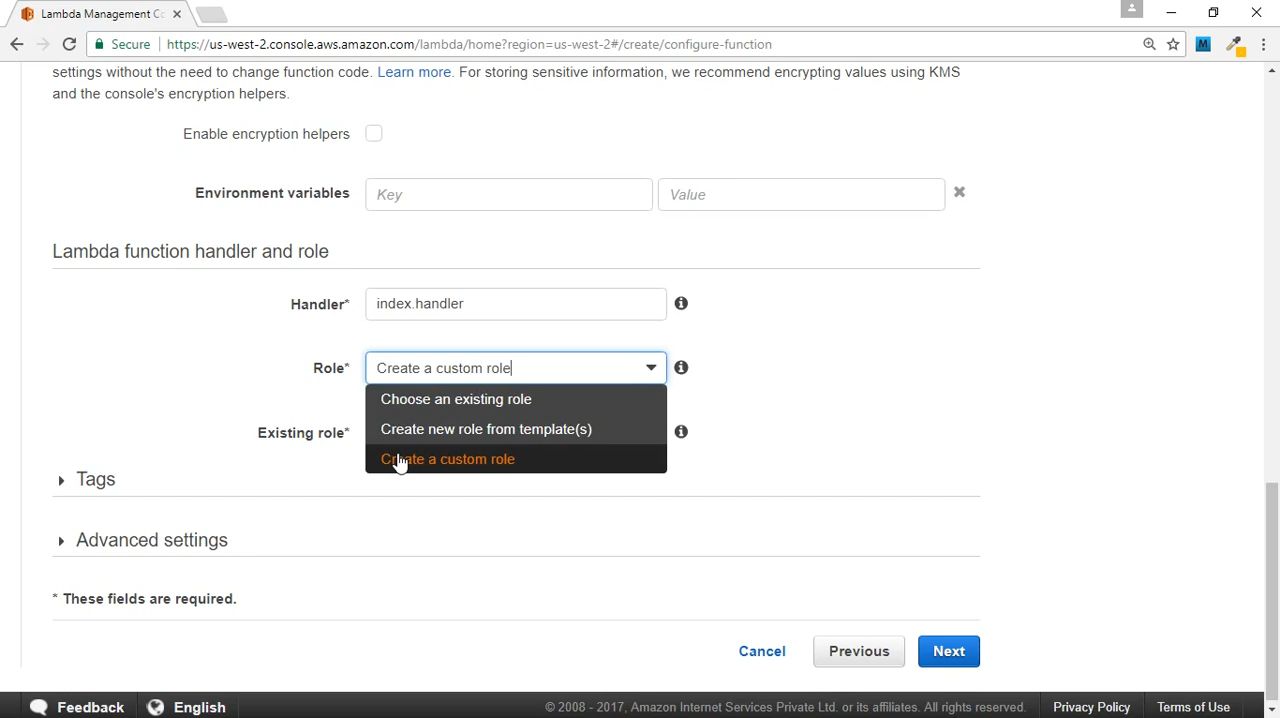 Lambda Management Co
Secure
https://us-west-2.console.aws.amazon.com/lambda/home?region=us-west-2#/create/configure-function
M
settings without the need to change function code. Learn more. For storing sensitive information, we recommend encrypting values using KMS
and the console's encryption helpers.
Enable encryption helpers
Environment variables Key Value
Lambda function handler and role
Handler* index.handler
Role* Create a custom role
Choose an existing role
Create new role from template(s)
Existing role*
Create a custom role
Tags
Advanced settings
* These fields are required.
Cancel Previous Next
Feedback English © 2008 - 2017, Amazon Internet Services Private Ltd. or its affiliates. All rights reserved. Privacy Policy Terms of Use